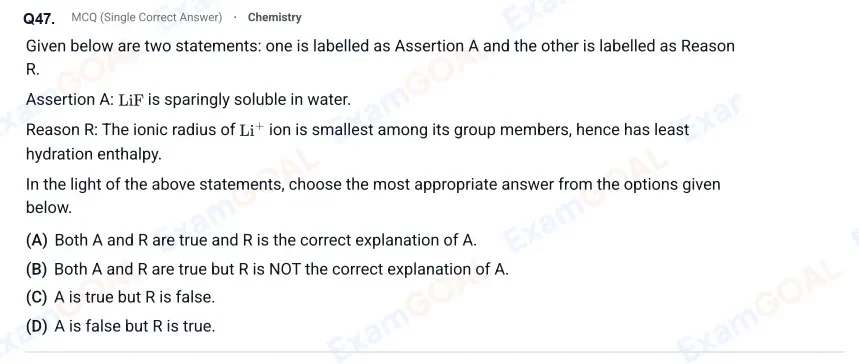 Q47. MCQ (Single Correct Answer) · Chemistry
Given below are two statements: one is labelled as Assertion A and the other is labelled as Reason
R.
Assertion A: LiF is sparingly soluble in water.
Reason R: The ionic radius of Li⁺ ion is smallest among its group members, hence has least
hydration enthalpy.
In the light of the above statements, choose the most appropriate answer from the options given
below.
(A) Both A and R are true and R is the correct explanation of A.
(B) Both A and R are true but R is NOT the correct explanation of A.
(C) A is true but R is false.
(D) A is false but R is true.
ExamGOAL